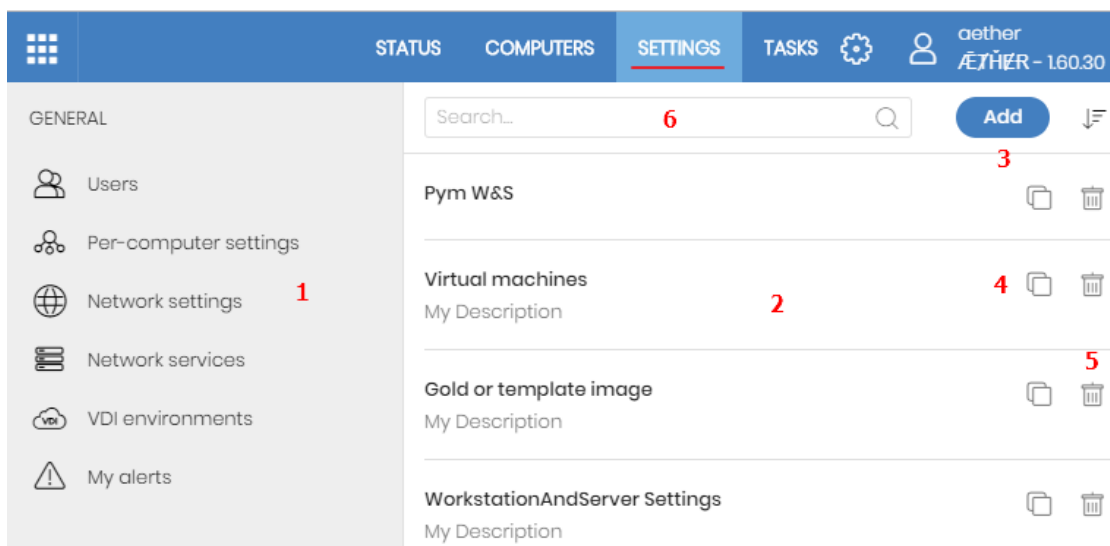 STATUS COMPUTERS SETTINGS TASKS
aether
ÆŦȞɆR - 1.60.30
GENERAL
Users
Per-computer settings
Network settings
1
Network services
VDI
VDI environments
My alerts
Search...
6
Add
3
Pym W&S
Virtual machines
My Description
2
4
5
Gold or template image
My Description
WorkstationAndServer Settings
My Description